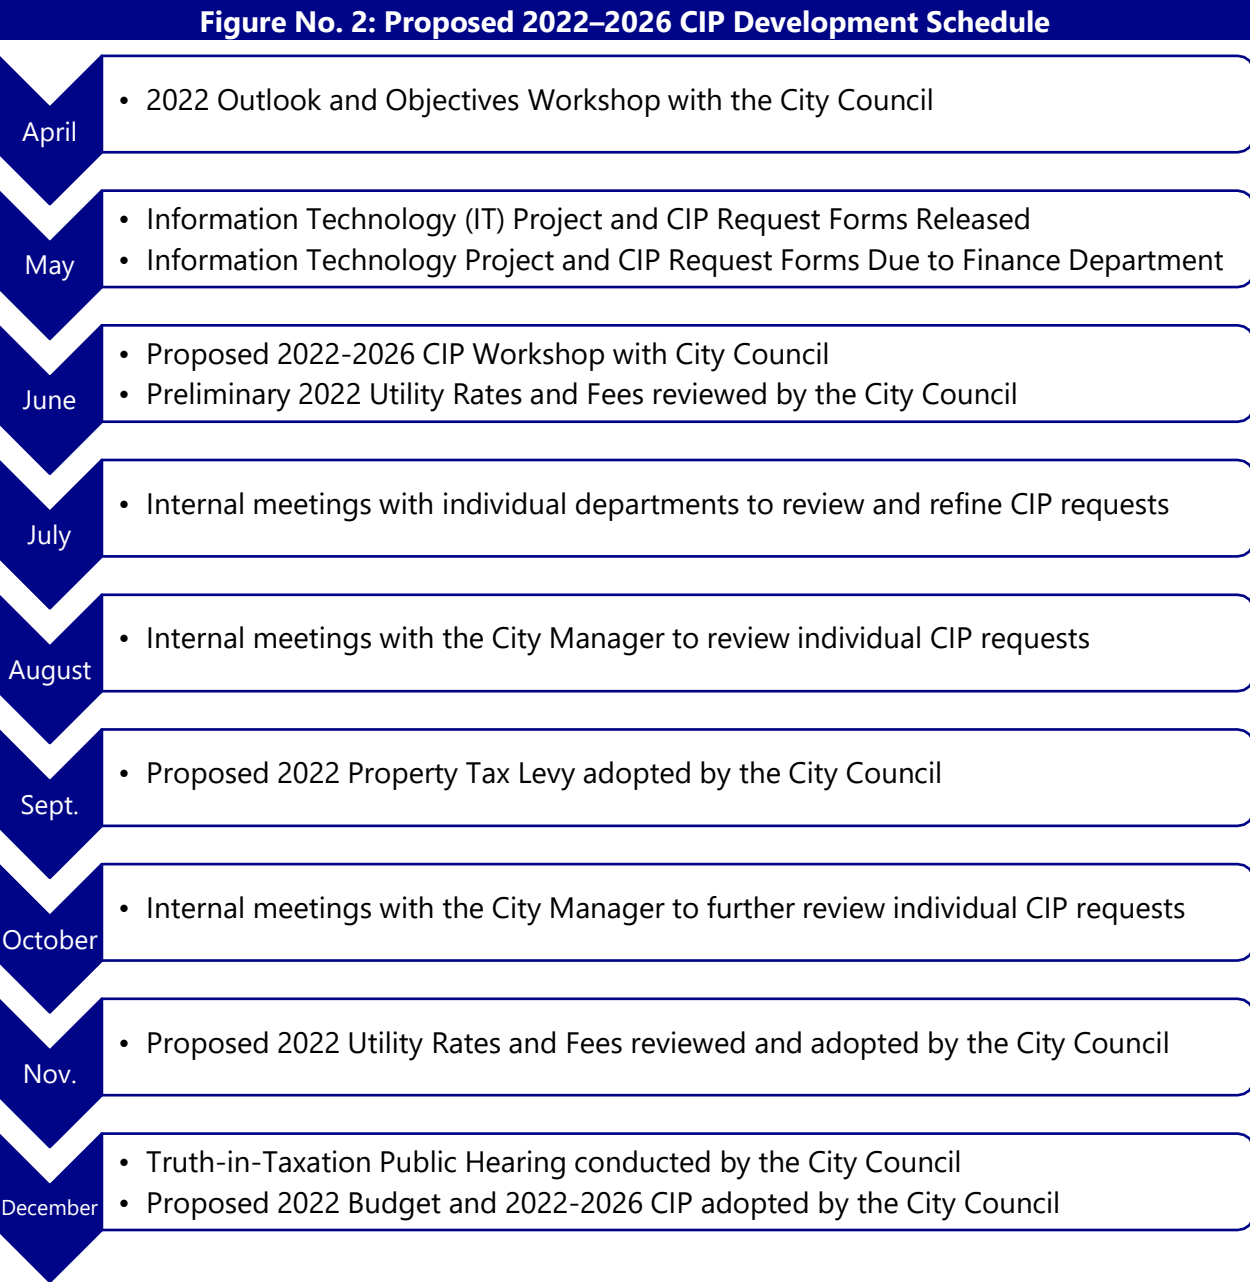 Figure No. 2: Proposed 2022–2026 CIP Development Schedule
April
• 2022 Outlook and Objectives Workshop with the City Council
May
• Information Technology (IT) Project and CIP Request Forms Released
• Information Technology Project and CIP Request Forms Due to Finance Department
June
• Proposed 2022-2026 CIP Workshop with City Council
• Preliminary 2022 Utility Rates and Fees reviewed by the City Council
July
• Internal meetings with individual departments to review and refine CIP requests
August
• Internal meetings with the City Manager to review individual CIP requests
Sept.
• Proposed 2022 Property Tax Levy adopted by the City Council
October
• Internal meetings with the City Manager to further review individual CIP requests
Nov.
• Proposed 2022 Utility Rates and Fees reviewed and adopted by the City Council
December
• Truth-in-Taxation Public Hearing conducted by the City Council
• Proposed 2022 Budget and 2022-2026 CIP adopted by the City Council